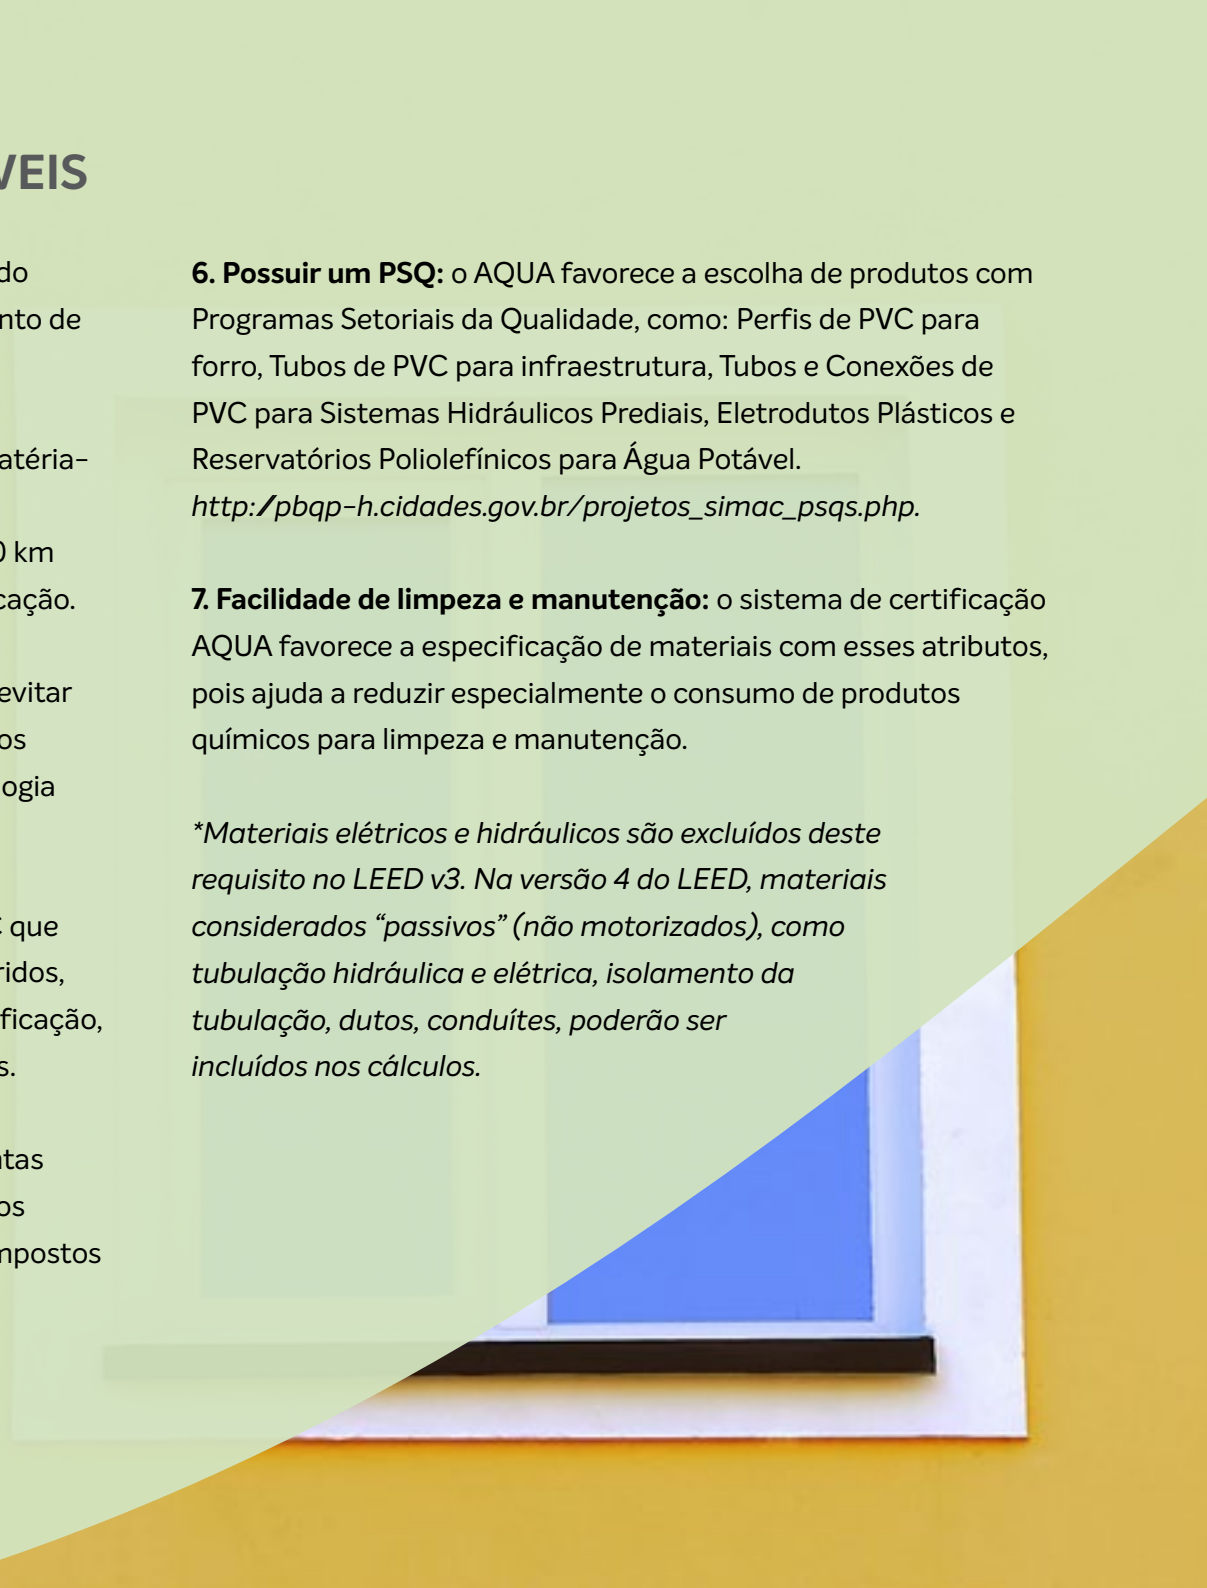 VEIS
do
nto de
atéria-
0 km
cação.
evitar
os
ogia
que
ridos,
ficação,
s.
ntas
os
mpostos
6. Possuir um PSQ: o AQUA favorece a escolha de produtos com
Programas Setoriais da Qualidade, como: Perfis de PVC para
forro, Tubos de PVC para infraestrutura, Tubos e Conexões de
PVC para Sistemas Hidráulicos Prediais, Eletrodutos Plásticos e
Reservatórios Poliolefínicos para Água Potável.
http://pbqp-h.cidades.gov.br/projetos_simac_psqs.php.
7. Facilidade de limpeza e manutenção: o sistema de certificação
AQUA favorece a especificação de materiais com esses atributos,
pois ajuda a reduzir especialmente o consumo de produtos
químicos para limpeza e manutenção.
*Materiais elétricos e hidráulicos são excluídos deste
requisito no LEED v3. Na versão 4 do LEED, materiais
considerados “passivos” (não motorizados), como
tubulação hidráulica e elétrica, isolamento da
tubulação, dutos, conduítes, poderão ser
incluídos nos cálculos.